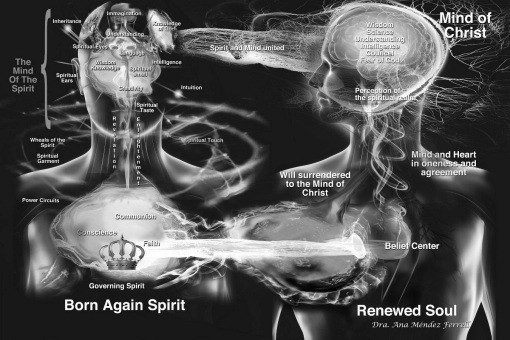 Immagination
Inheritance
Knowledge
of God
Understanding
Spiritual Eyes
Language
Wisdom
Knowledge
Spiritual
smell
Intelligence
The
Mind
Of The
Spirit
Spiritual
Ears
Creativity
Intuition
Spiritual
Taste
Revelation
Enlightenment
Wheels of the
Spirit
Spiritual
Garment
Spiritual Touch
Power Circuits
Communion
Conscience
Faith
Governing Spirit
Born Again Spirit
Spirit and Mind united
Mind of
Christ
Wisdom
Science
Understanding
Intelligence
Council
Fear of God
Perception of
the spiritual realm
Will surrendered
to the Mind of
Christ
Mind and Heart
in oneness and
agreement
Belief Center
Renewed Soul
Dra. Ana Méndez Ferrell